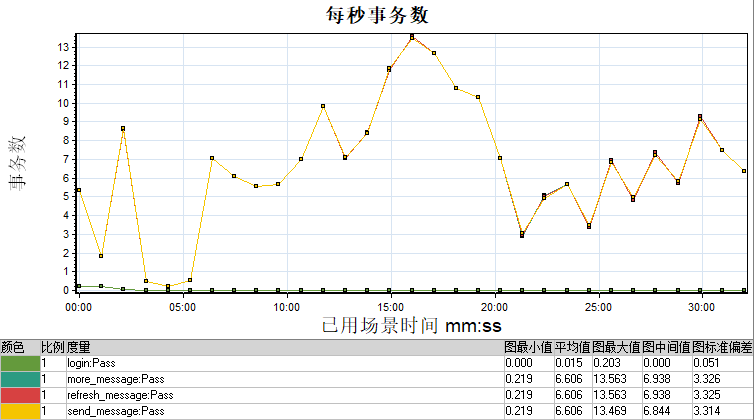 每秒事务数
事务数
13
12
11
10
9
8
7
6
5
4
3
2
1
0
00:00 05:00 10:00 15:00 20:00 25:00 30:00
已用场景时间 mm:ss
颜色 比例 度量 图最小值 平均值 图最大值 图中间值 图标准偏差
1 login:Pass 0.000 0.015 0.203 0.000 0.051
1 more_message:Pass 0.219 6.606 13.563 6.938 3.326
1 refresh_message:Pass 0.219 6.606 13.563 6.938 3.325
1 send_message:Pass 0.219 6.606 13.469 6.844 3.314